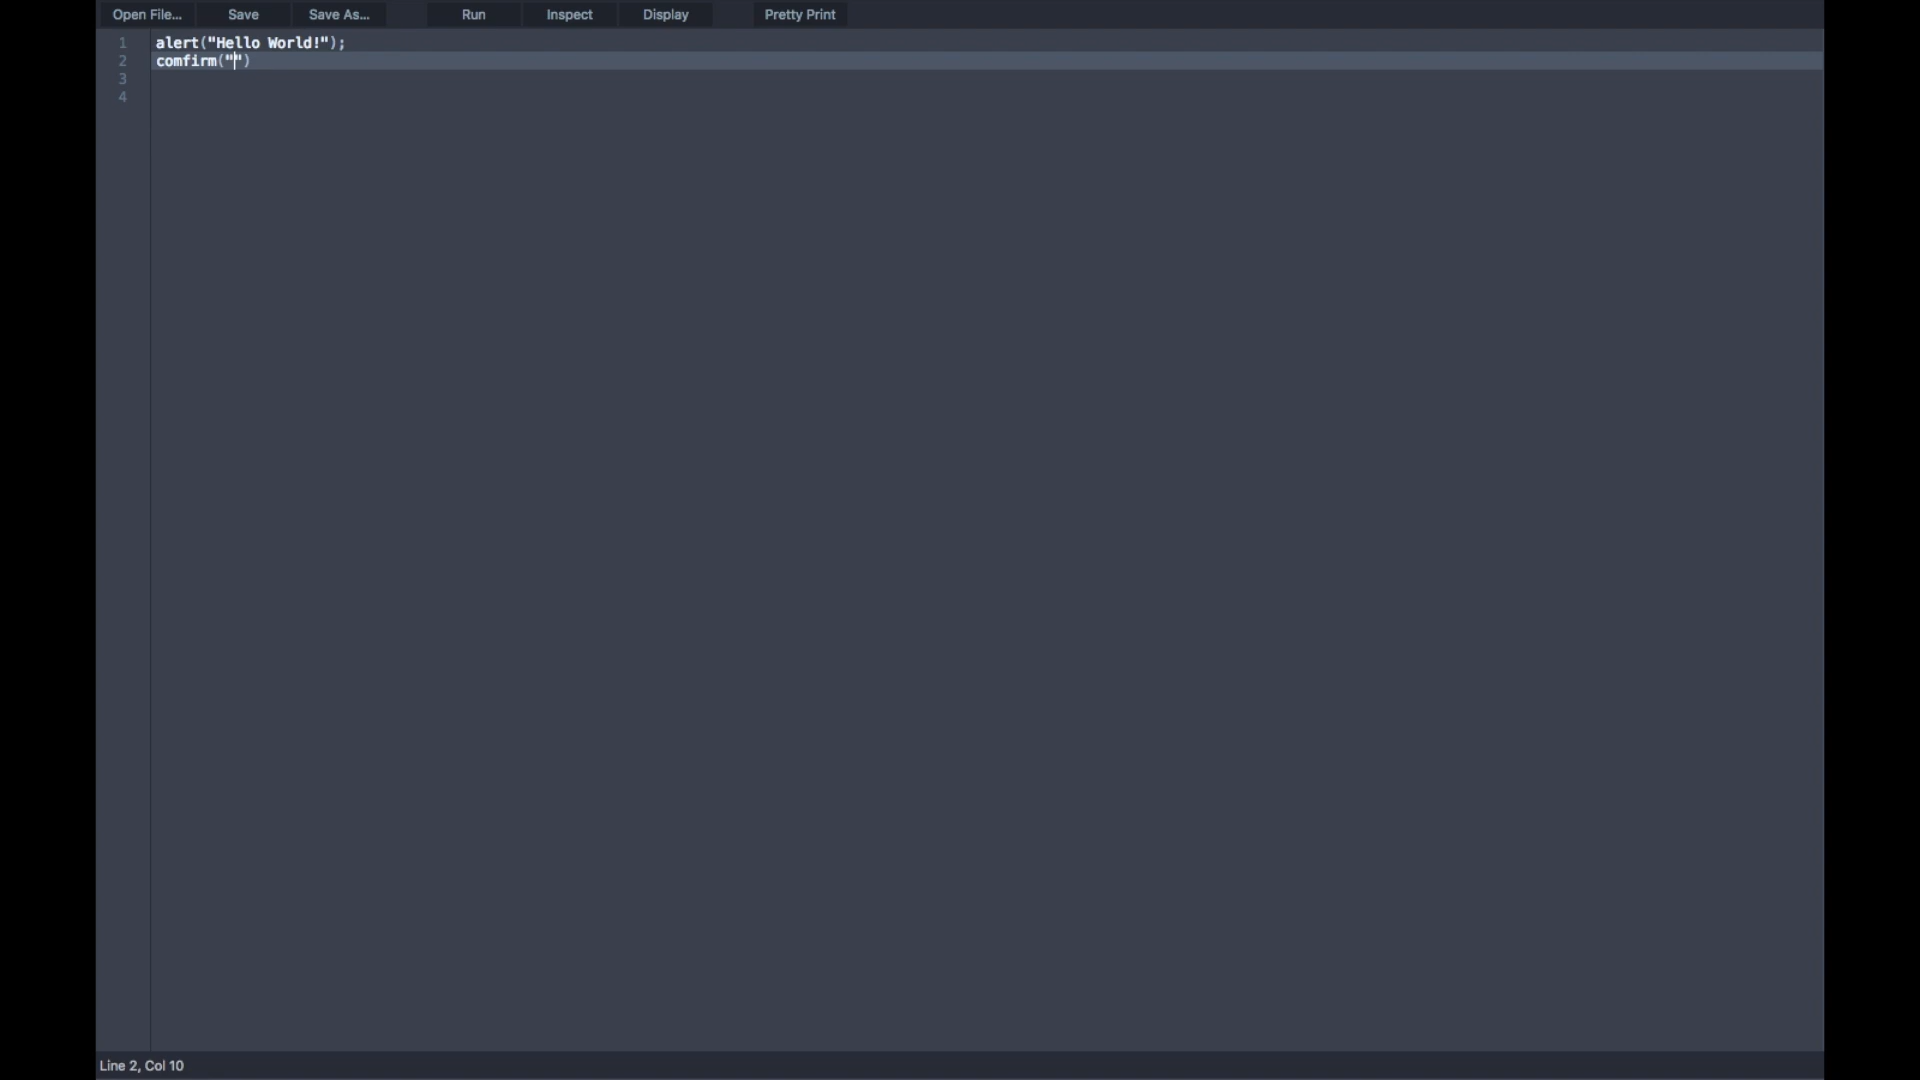 Open File... Save Save As... Run Inspect Display Pretty Print
1 alert("Hello World!");
2 comfirm("")
3
4
Line 2, Col 10